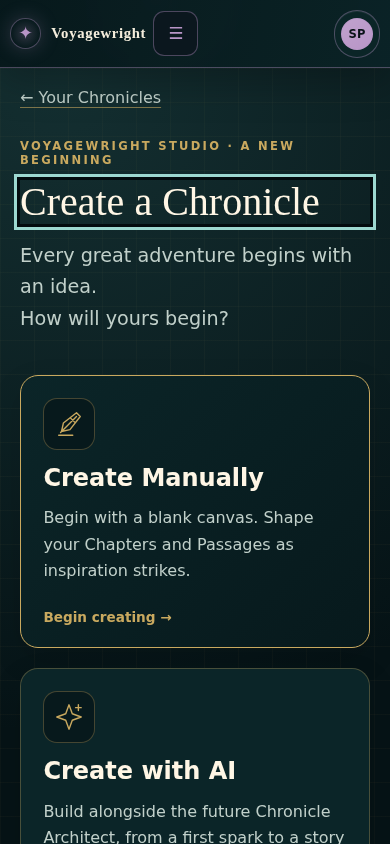 Voyagewright
SP
← Your Chronicles
VOYAGEWRIGHT STUDIO · A NEW
BEGINNING
Create a Chronicle
Every great adventure begins with
an idea.
How will yours begin?
Create Manually
Begin with a blank canvas. Shape
your Chapters and Passages as
inspiration strikes.
Begin creating →
Create with AI
Build alongside the future Chronicle
Architect, from a first spark to a story